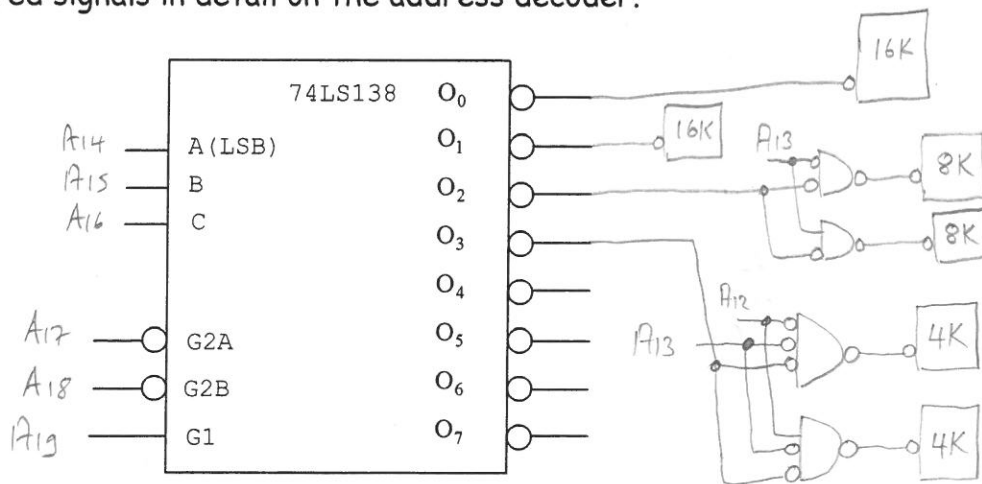 ed signals in detail on the address decoder.
74LS138 O₀ 16K
A14 A(LSB) O₁ 16K A13
A15 B O₂ 8K
A16 C O₃ 8K
O₄ A12
A17 G2A O₅ A13 4K
A18 G2B O₆
A19 G1 O₇ 4K